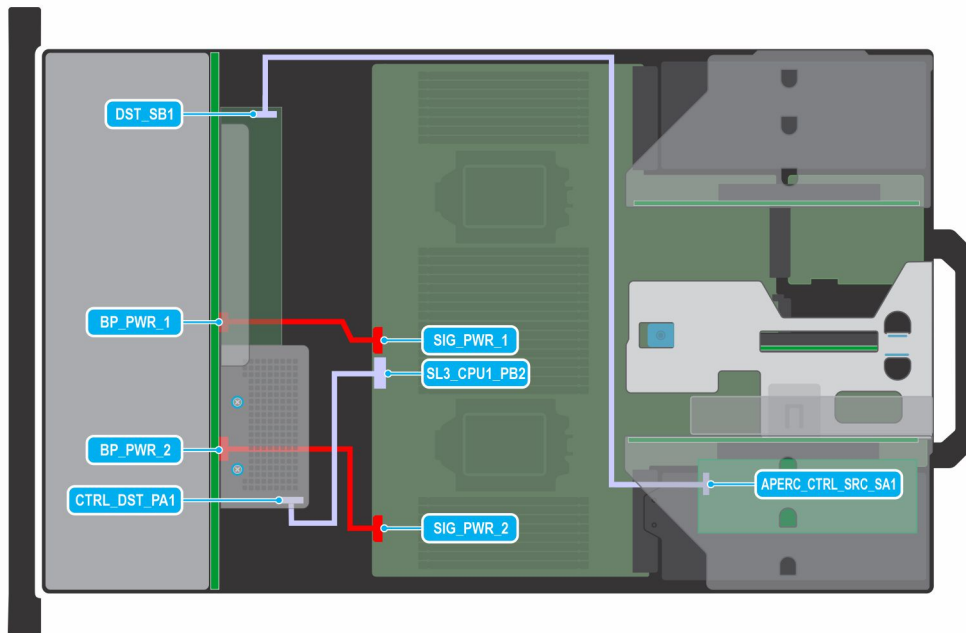 DST_SB1
BP_PWR_1
SIG_PWR_1
SL3_CPU1_PB2
BP_PWR_2
CTRL_DST_PA1
APERC_CTRL_SRC_SA1
SIG_PWR_2